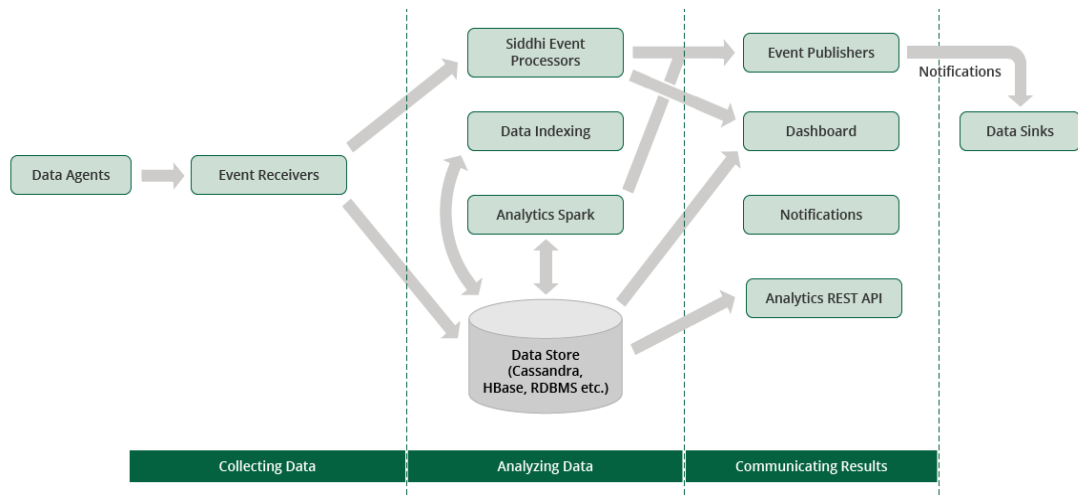 Siddhi Event
Processors
Event Publishers
Notifications
Data Indexing
Dashboard
Data Sinks
Data Agents
Event Receivers
Analytics Spark
Notifications
Analytics REST API
Data Store
(Cassandra,
HBase, RDBMS etc.)
Collecting Data
Analyzing Data
Communicating Results